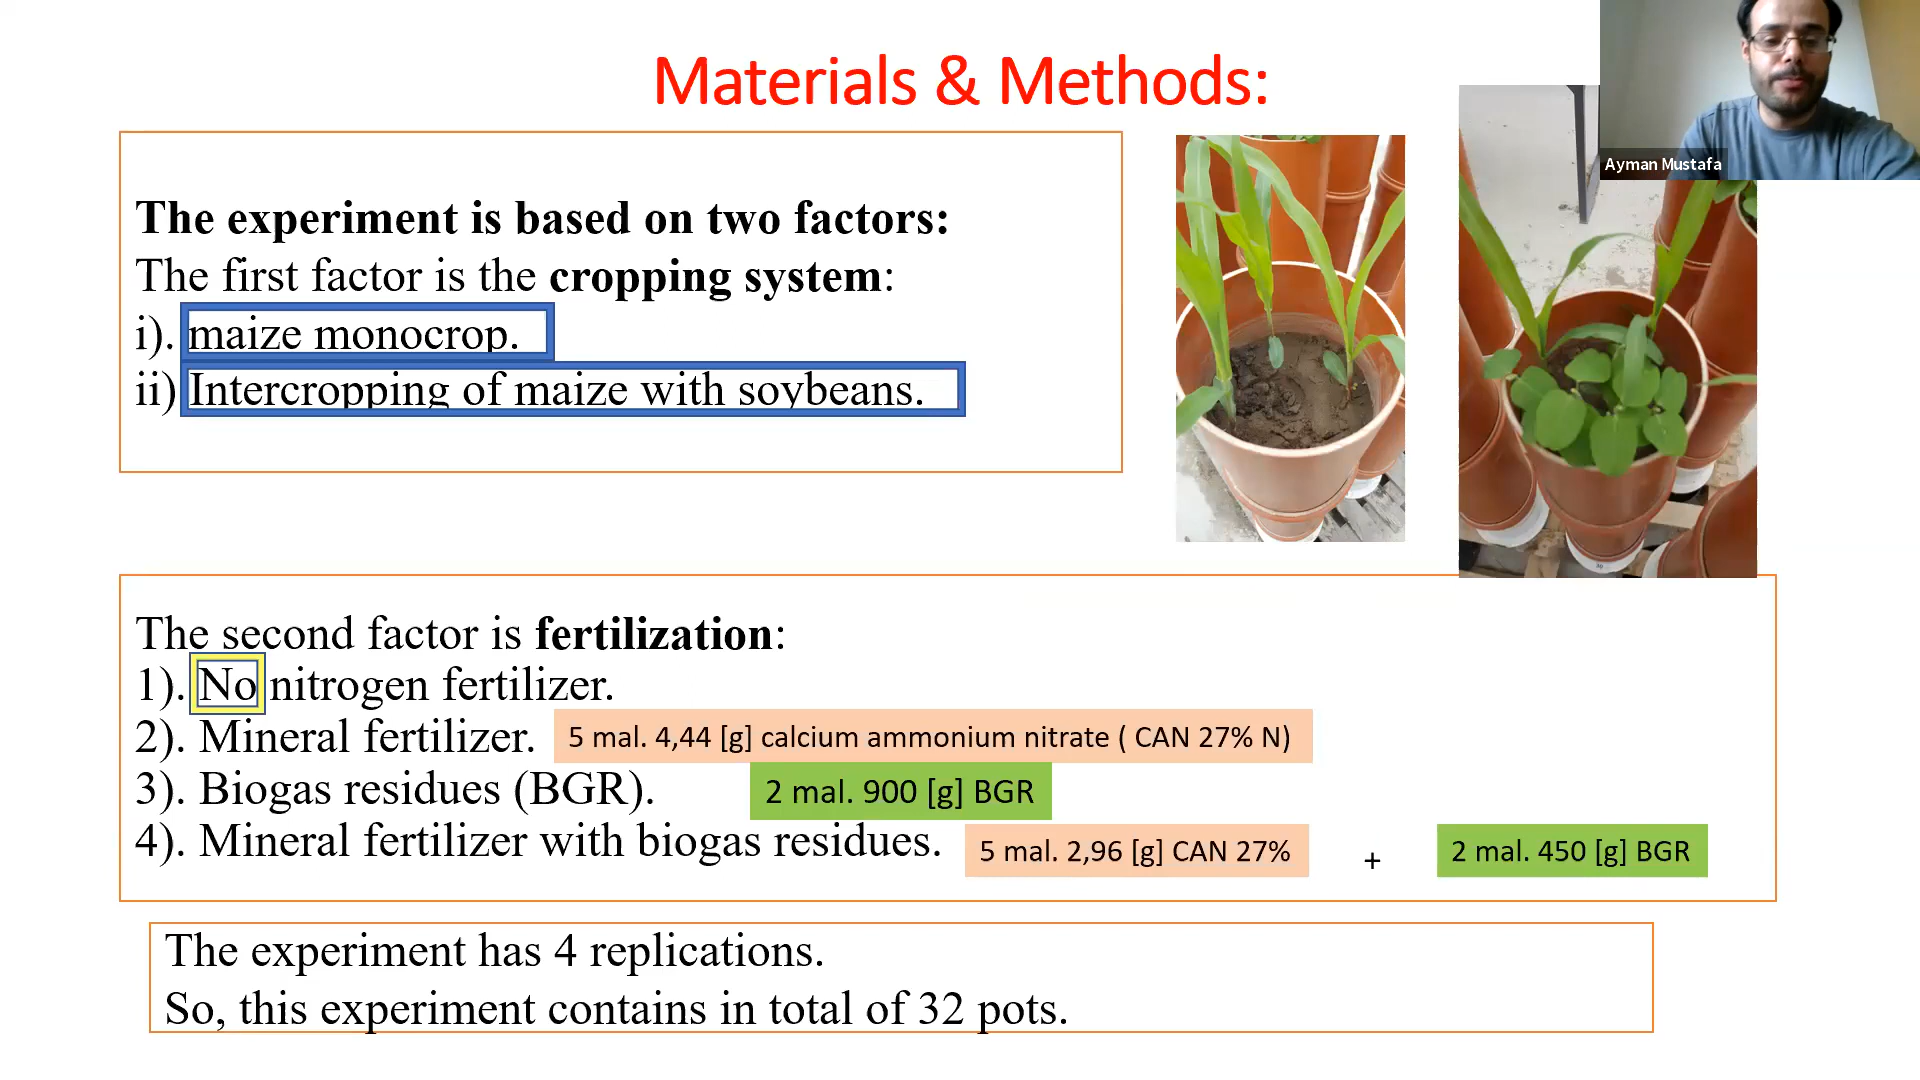 Materials & Methods:
Ayman Mustafa
The experiment is based on two factors:
The first factor is the cropping system:
i). maize monocrop.
ii) Intercropping of maize with soybeans.
The second factor is fertilization:
1). No nitrogen fertilizer.
2). Mineral fertilizer. 5 mal. 4,44 [g] calcium ammonium nitrate ( CAN 27% N)
3). Biogas residues (BGR). 2 mal. 900 [g] BGR
4). Mineral fertilizer with biogas residues. 5 mal. 2,96 [g] CAN 27% + 2 mal. 450 [g] BGR
The experiment has 4 replications.
So, this experiment contains in total of 32 pots.